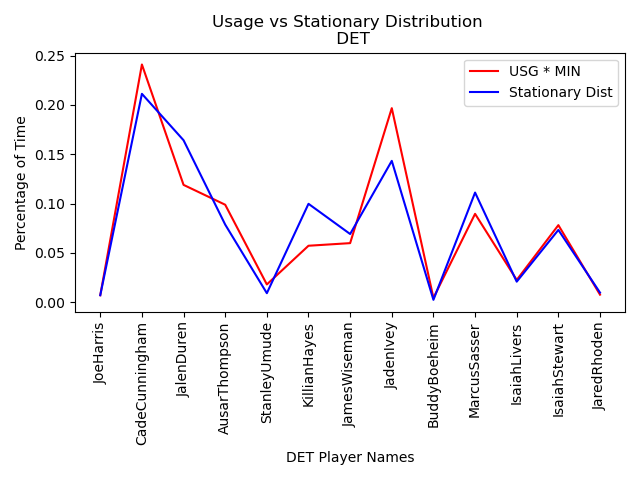 Usage vs Stationary Distribution
DET
USG * MIN
Stationary Dist
Percentage of Time
0.25
0.20
0.15
0.10
0.05
0.00
JoeHarris
CadeCunningham
JalenDuren
AusarThompson
StanleyUmude
KillianHayes
JamesWiseman
JadenIvey
BuddyBoeheim
MarcusSasser
IsaiahLivers
IsaiahStewart
JaredRhoden
DET Player Names